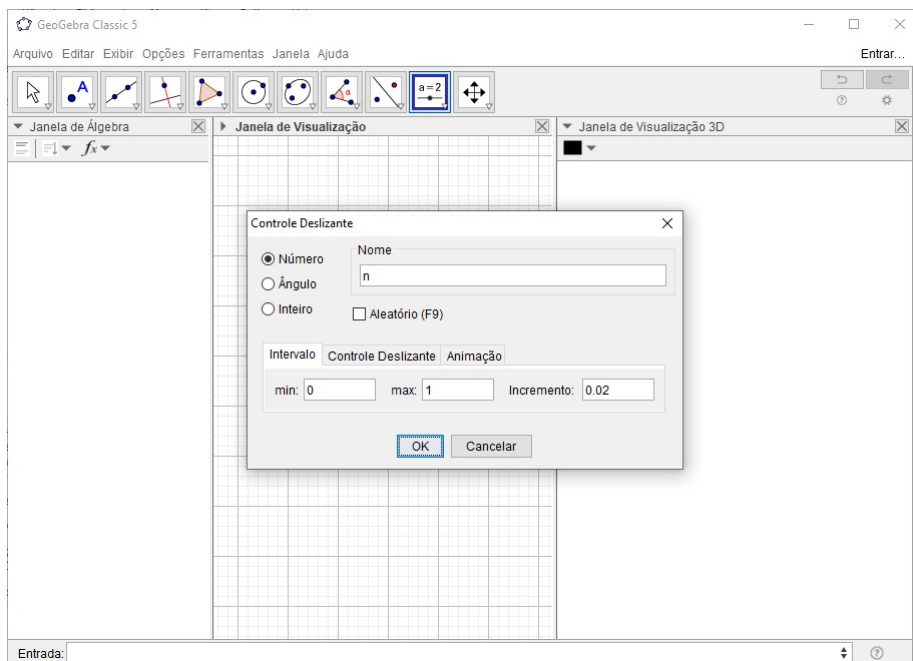 GeoGebra Classic 5
Arquivo Editar Exibir Opções Ferramentas Janela Ajuda Entrar...
A a=2
Janela de Álgebra Janela de Visualização Janela de Visualização 3D
fx
Controle Deslizante
Número Nome
n
Ângulo
Inteiro Aleatório (F9)
Intervalo Controle Deslizante Animação
min: 0 max: 1 Incremento: 0.02
OK Cancelar
Entrada: